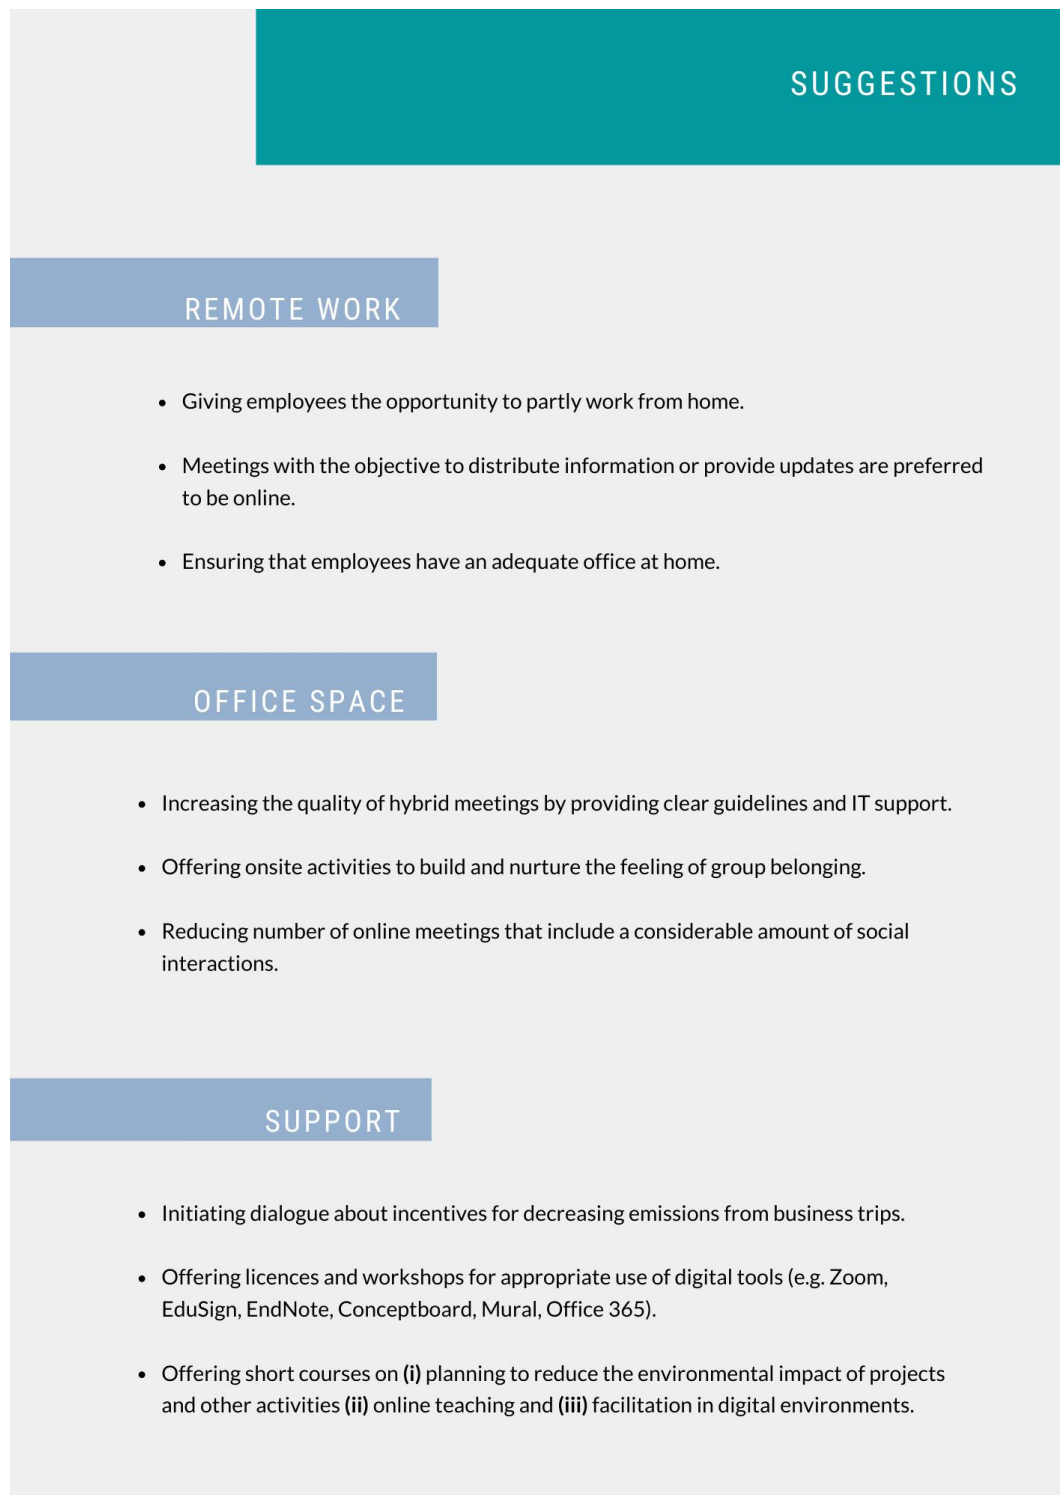 SUGGESTIONS
REMOTE WORK
• Giving employees the opportunity to partly work from home.
• Meetings with the objective to distribute information or provide updates are preferred
to be online.
• Ensuring that employees have an adequate office at home.
OFFICE SPACE
• Increasing the quality of hybrid meetings by providing clear guidelines and IT support.
• Offering onsite activities to build and nurture the feeling of group belonging.
• Reducing number of online meetings that include a considerable amount of social
interactions.
SUPPORT
• Initiating dialogue about incentives for decreasing emissions from business trips.
• Offering licences and workshops for appropriate use of digital tools (e.g. Zoom,
EduSign, EndNote, Conceptboard, Mural, Office 365).
• Offering short courses on (i) planning to reduce the environmental impact of projects
and other activities (ii) online teaching and (iii) facilitation in digital environments.